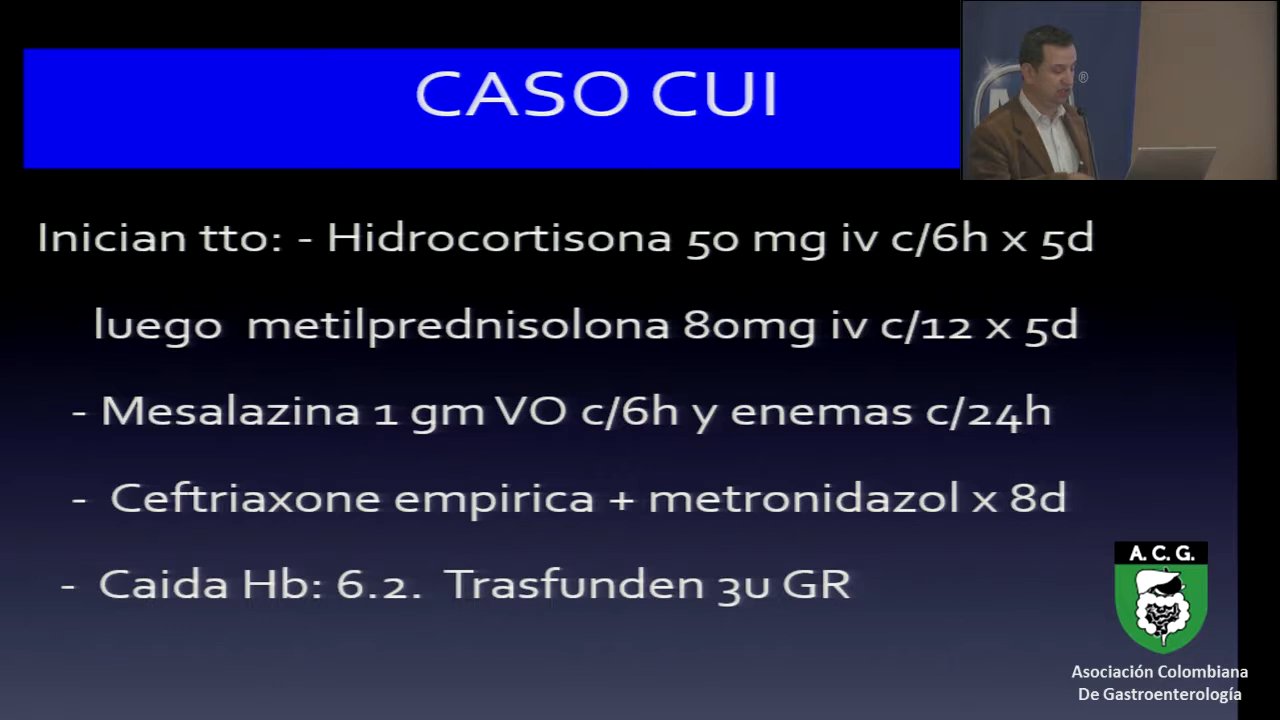 CASO CUI
®
Inician tto: - Hidrocortisona 50 mg iv c/6h x 5d
luego metilprednisolona 80mg iv c/12 x 5d
- Mesalazina 1 gm VO c/6h y enemas c/24h
- Ceftriaxone empirica + metronidazol x 8d
- Caida Hb: 6.2. Trasfunden 3u GR
A. C. G.
Asociación Colombiana
De Gastroenterología